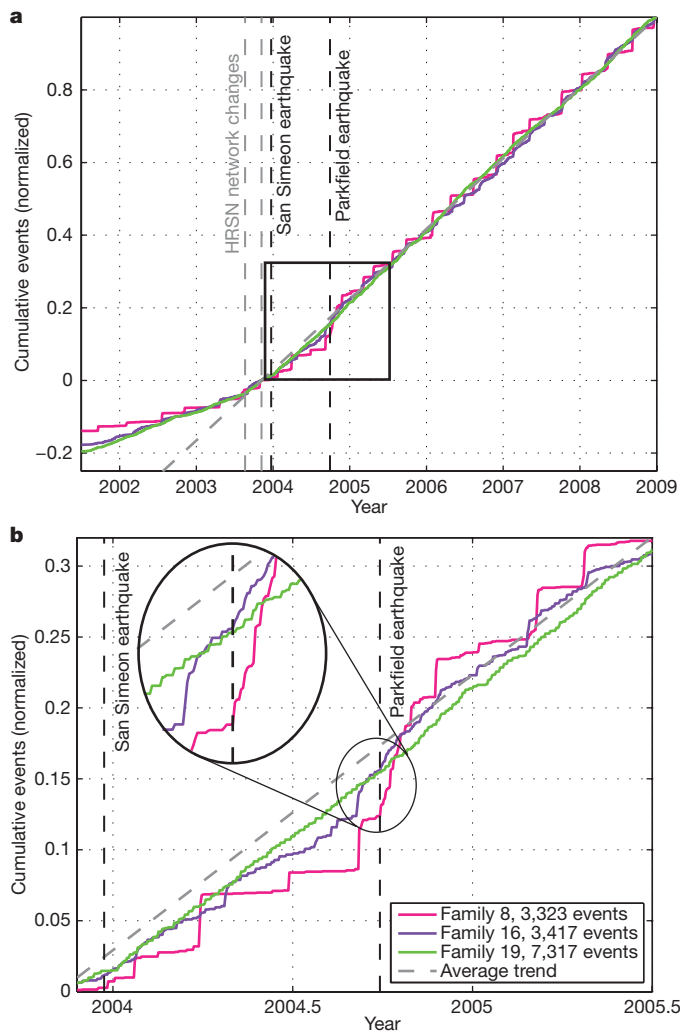 a
Cumulative events (normalized)
0.8
0.6
0.4
0.2
0
−0.2
HRSN network changes
San Simeon earthquake
Parkfield earthquake
2002 2003 2004 2005 2006 2007 2008 2009
Year
b
Cumulative events (normalized)
0.3
0.25
0.20
0.15
0.10
0.05
0
San Simeon earthquake
Parkfield earthquake
Family 8, 3,323 events
Family 16, 3,417 events
Family 19, 7,317 events
Average trend
2004 2004.5 2005 2005.5
Year